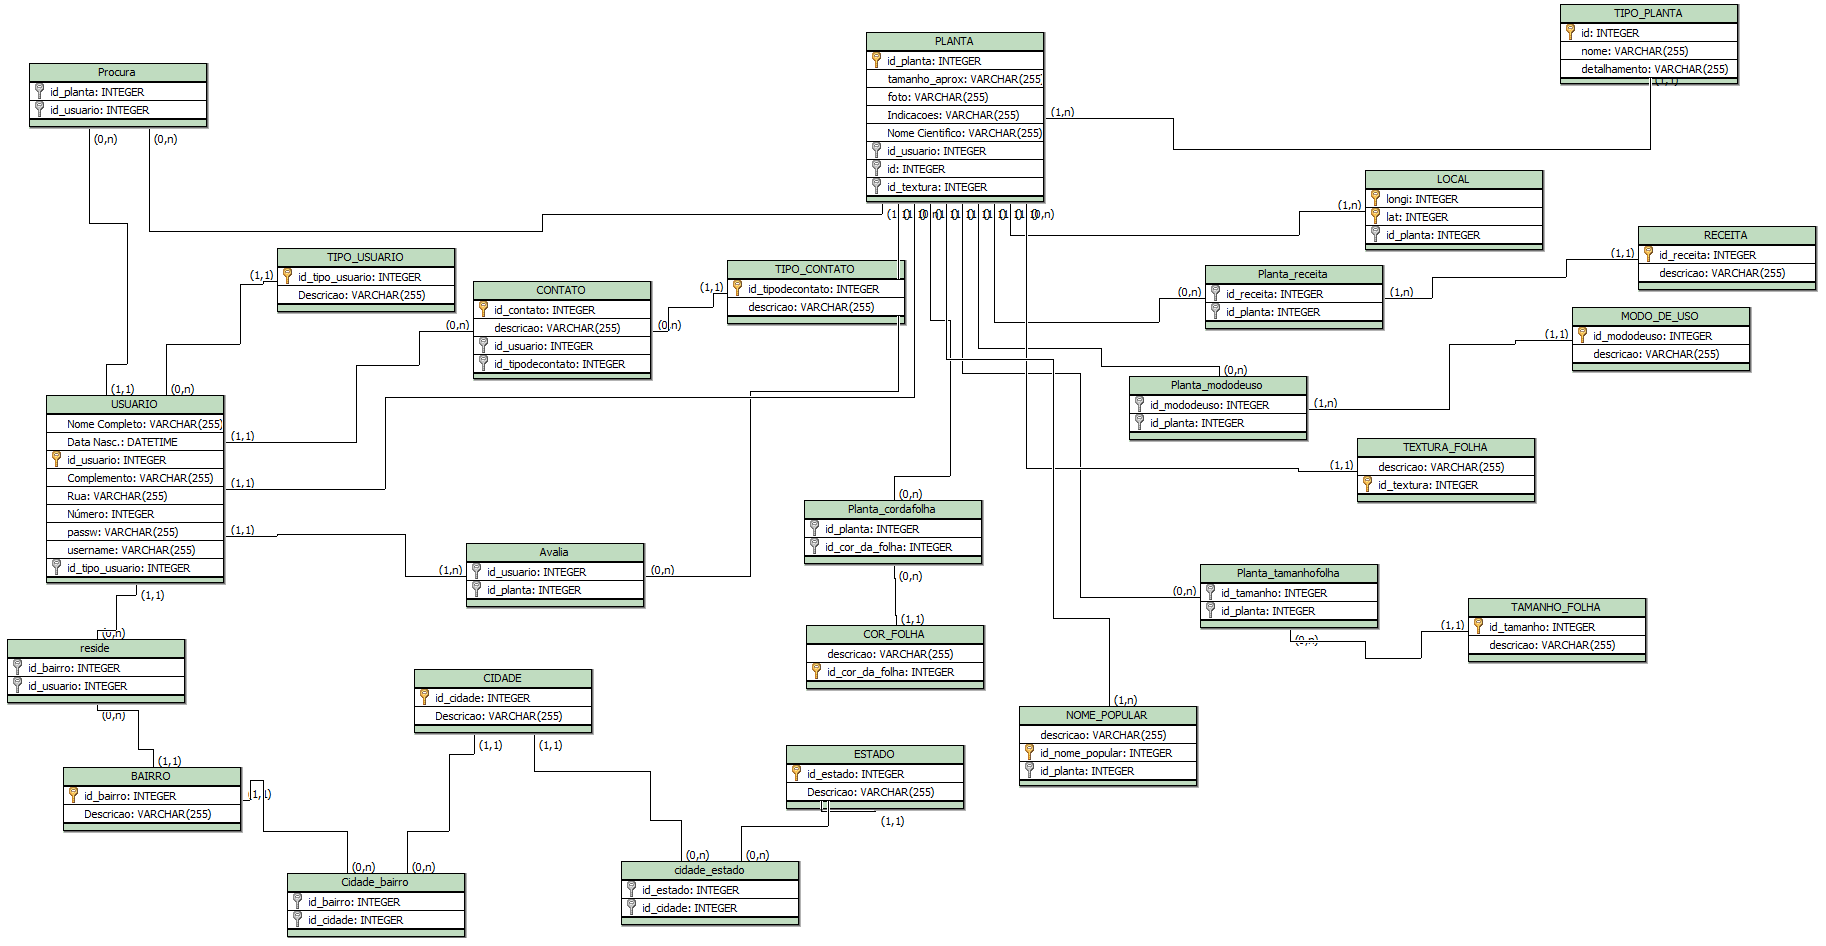 TIPO_PLANTA
id: INTEGER
nome: VARCHAR(255)
detalhamento: VARCHAR(255)
(1,1)
PLANTA
id_planta: INTEGER
tamanho_aprox: VARCHAR(255)
foto: VARCHAR(255)
Indicacoes: VARCHAR(255)
Nome Cientifico: VARCHAR(255)
id_usuario: INTEGER
id: INTEGER
id_textura: INTEGER
(1,n)
(0,n)
Procura
id_planta: INTEGER
id_usuario: INTEGER
(0,n)
(0,n)
LOCAL
longi: INTEGER
lat: INTEGER
id_planta: INTEGER
(1,n)
RECEITA
id_receita: INTEGER
descricao: VARCHAR(255)
(1,1)
Planta_receita
id_receita: INTEGER
id_planta: INTEGER
(0,n)
(1,n)
TIPO_USUARIO
id_tipo_usuario: INTEGER
Descricao: VARCHAR(255)
(1,1)
CONTATO
id_contato: INTEGER
descricao: VARCHAR(255)
id_usuario: INTEGER
id_tipodecontato: INTEGER
(0,n)
(0,n)
TIPO_CONTATO
id_tipodecontato: INTEGER
descricao: VARCHAR(255)
(1,1)
MODO_DE_USO
id_mododeuso: INTEGER
descricao: VARCHAR(255)
(1,1)
Planta_mododeuso
id_mododeuso: INTEGER
id_planta: INTEGER
(0,n)
(1,n)
(1,1)
(0,n)
USUARIO
Nome Completo: VARCHAR(255)
Data Nasc.: DATETIME
id_usuario: INTEGER
Complemento: VARCHAR(255)
Rua: VARCHAR(255)
Número: INTEGER
passw: VARCHAR(255)
username: VARCHAR(255)
id_tipo_usuario: INTEGER
(1,1)
(1,1)
(1,1)
(1,1)
TEXTURA_FOLHA
descricao: VARCHAR(255)
id_textura: INTEGER
(1,1)
(0,n)
Planta_cordafolha
id_planta: INTEGER
id_cor_da_folha: INTEGER
(0,n)
Avalia
id_usuario: INTEGER
id_planta: INTEGER
(1,n)
(0,n)
Planta_tamanhofolha
id_tamanho: INTEGER
id_planta: INTEGER
(0,n)
(0,n)
TAMANHO_FOLHA
id_tamanho: INTEGER
descricao: VARCHAR(255)
(1,1)
(1,1)
COR_FOLHA
descricao: VARCHAR(255)
id_cor_da_folha: INTEGER
(0,n)
reside
id_bairro: INTEGER
id_usuario: INTEGER
(0,n)
CIDADE
id_cidade: INTEGER
Descricao: VARCHAR(255)
(1,1)
(1,1)
(1,n)
NOME_POPULAR
descricao: VARCHAR(255)
id_nome_popular: INTEGER
id_planta: INTEGER
ESTADO
id_estado: INTEGER
Descricao: VARCHAR(255)
(1,1)
(1,1)
BAIRRO
id_bairro: INTEGER
Descricao: VARCHAR(255)
(1,1)
(0,n)
(0,n)
Cidade_bairro
id_bairro: INTEGER
id_cidade: INTEGER
(0,n)
(0,n)
cidade_estado
id_estado: INTEGER
id_cidade: INTEGER